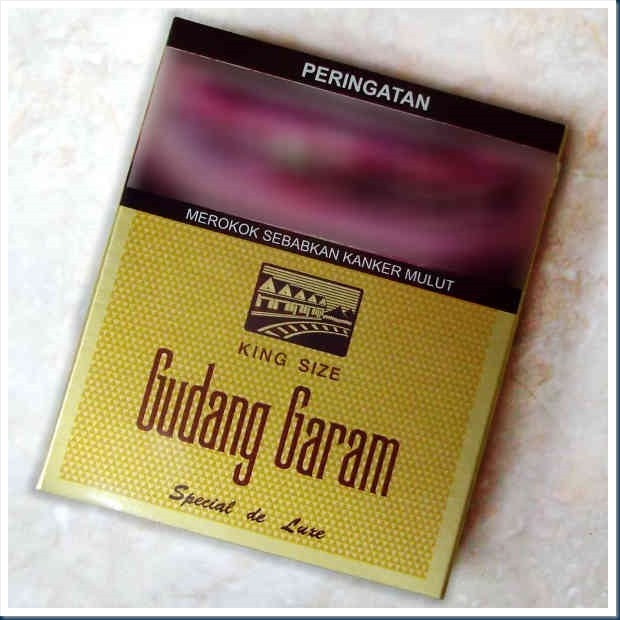 PERINGATAN
MEROKOK SEBABKAN KANKER MULUT
KING SIZE
Gudang Garam
Special de Luxe